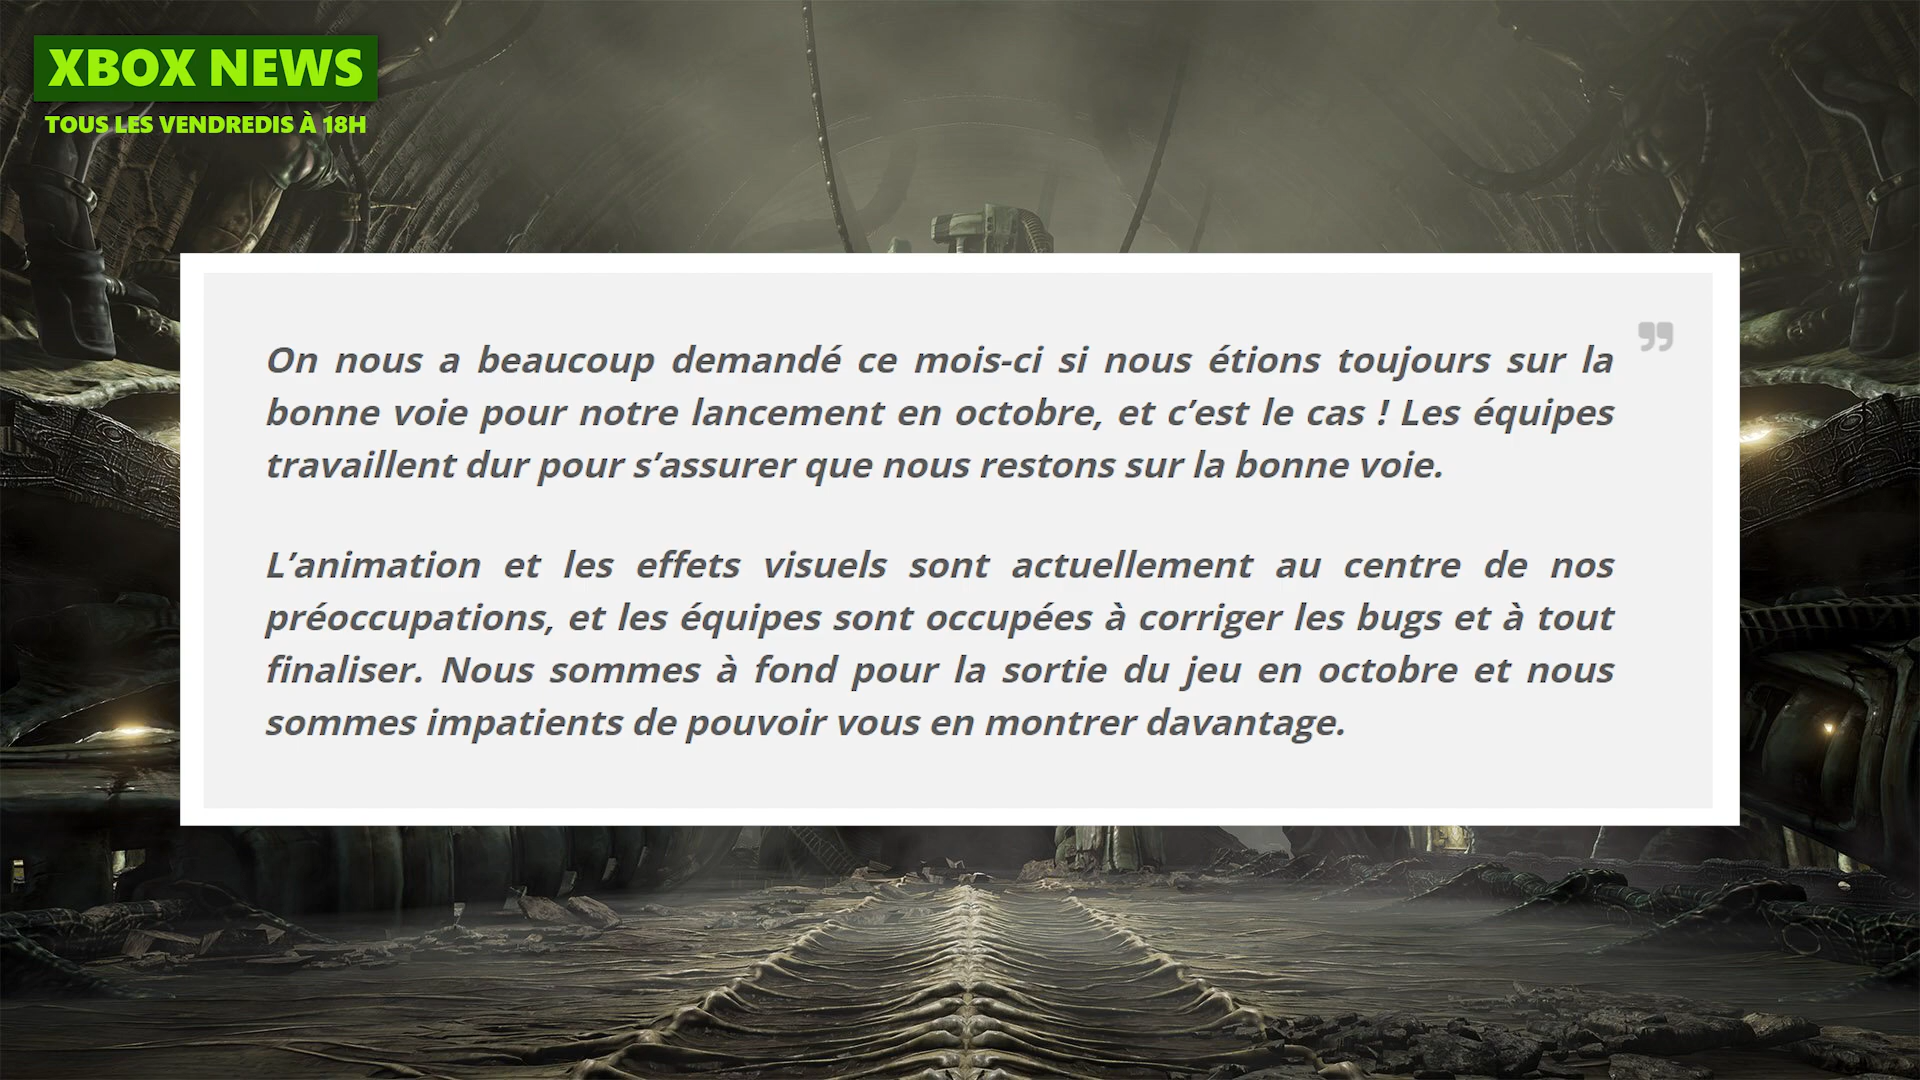 XBOX NEWS
TOUS LES VENDREDIS À 18H
On nous a beaucoup demandé ce mois-ci si nous étions toujours sur la
bonne voie pour notre lancement en octobre, et c’est le cas ! Les équipes
travaillent dur pour s’assurer que nous restons sur la bonne voie.
L’animation et les effets visuels sont actuellement au centre de nos
préoccupations, et les équipes sont occupées à corriger les bugs et à tout
finaliser. Nous sommes à fond pour la sortie du jeu en octobre et nous
sommes impatients de pouvoir vous en montrer davantage.